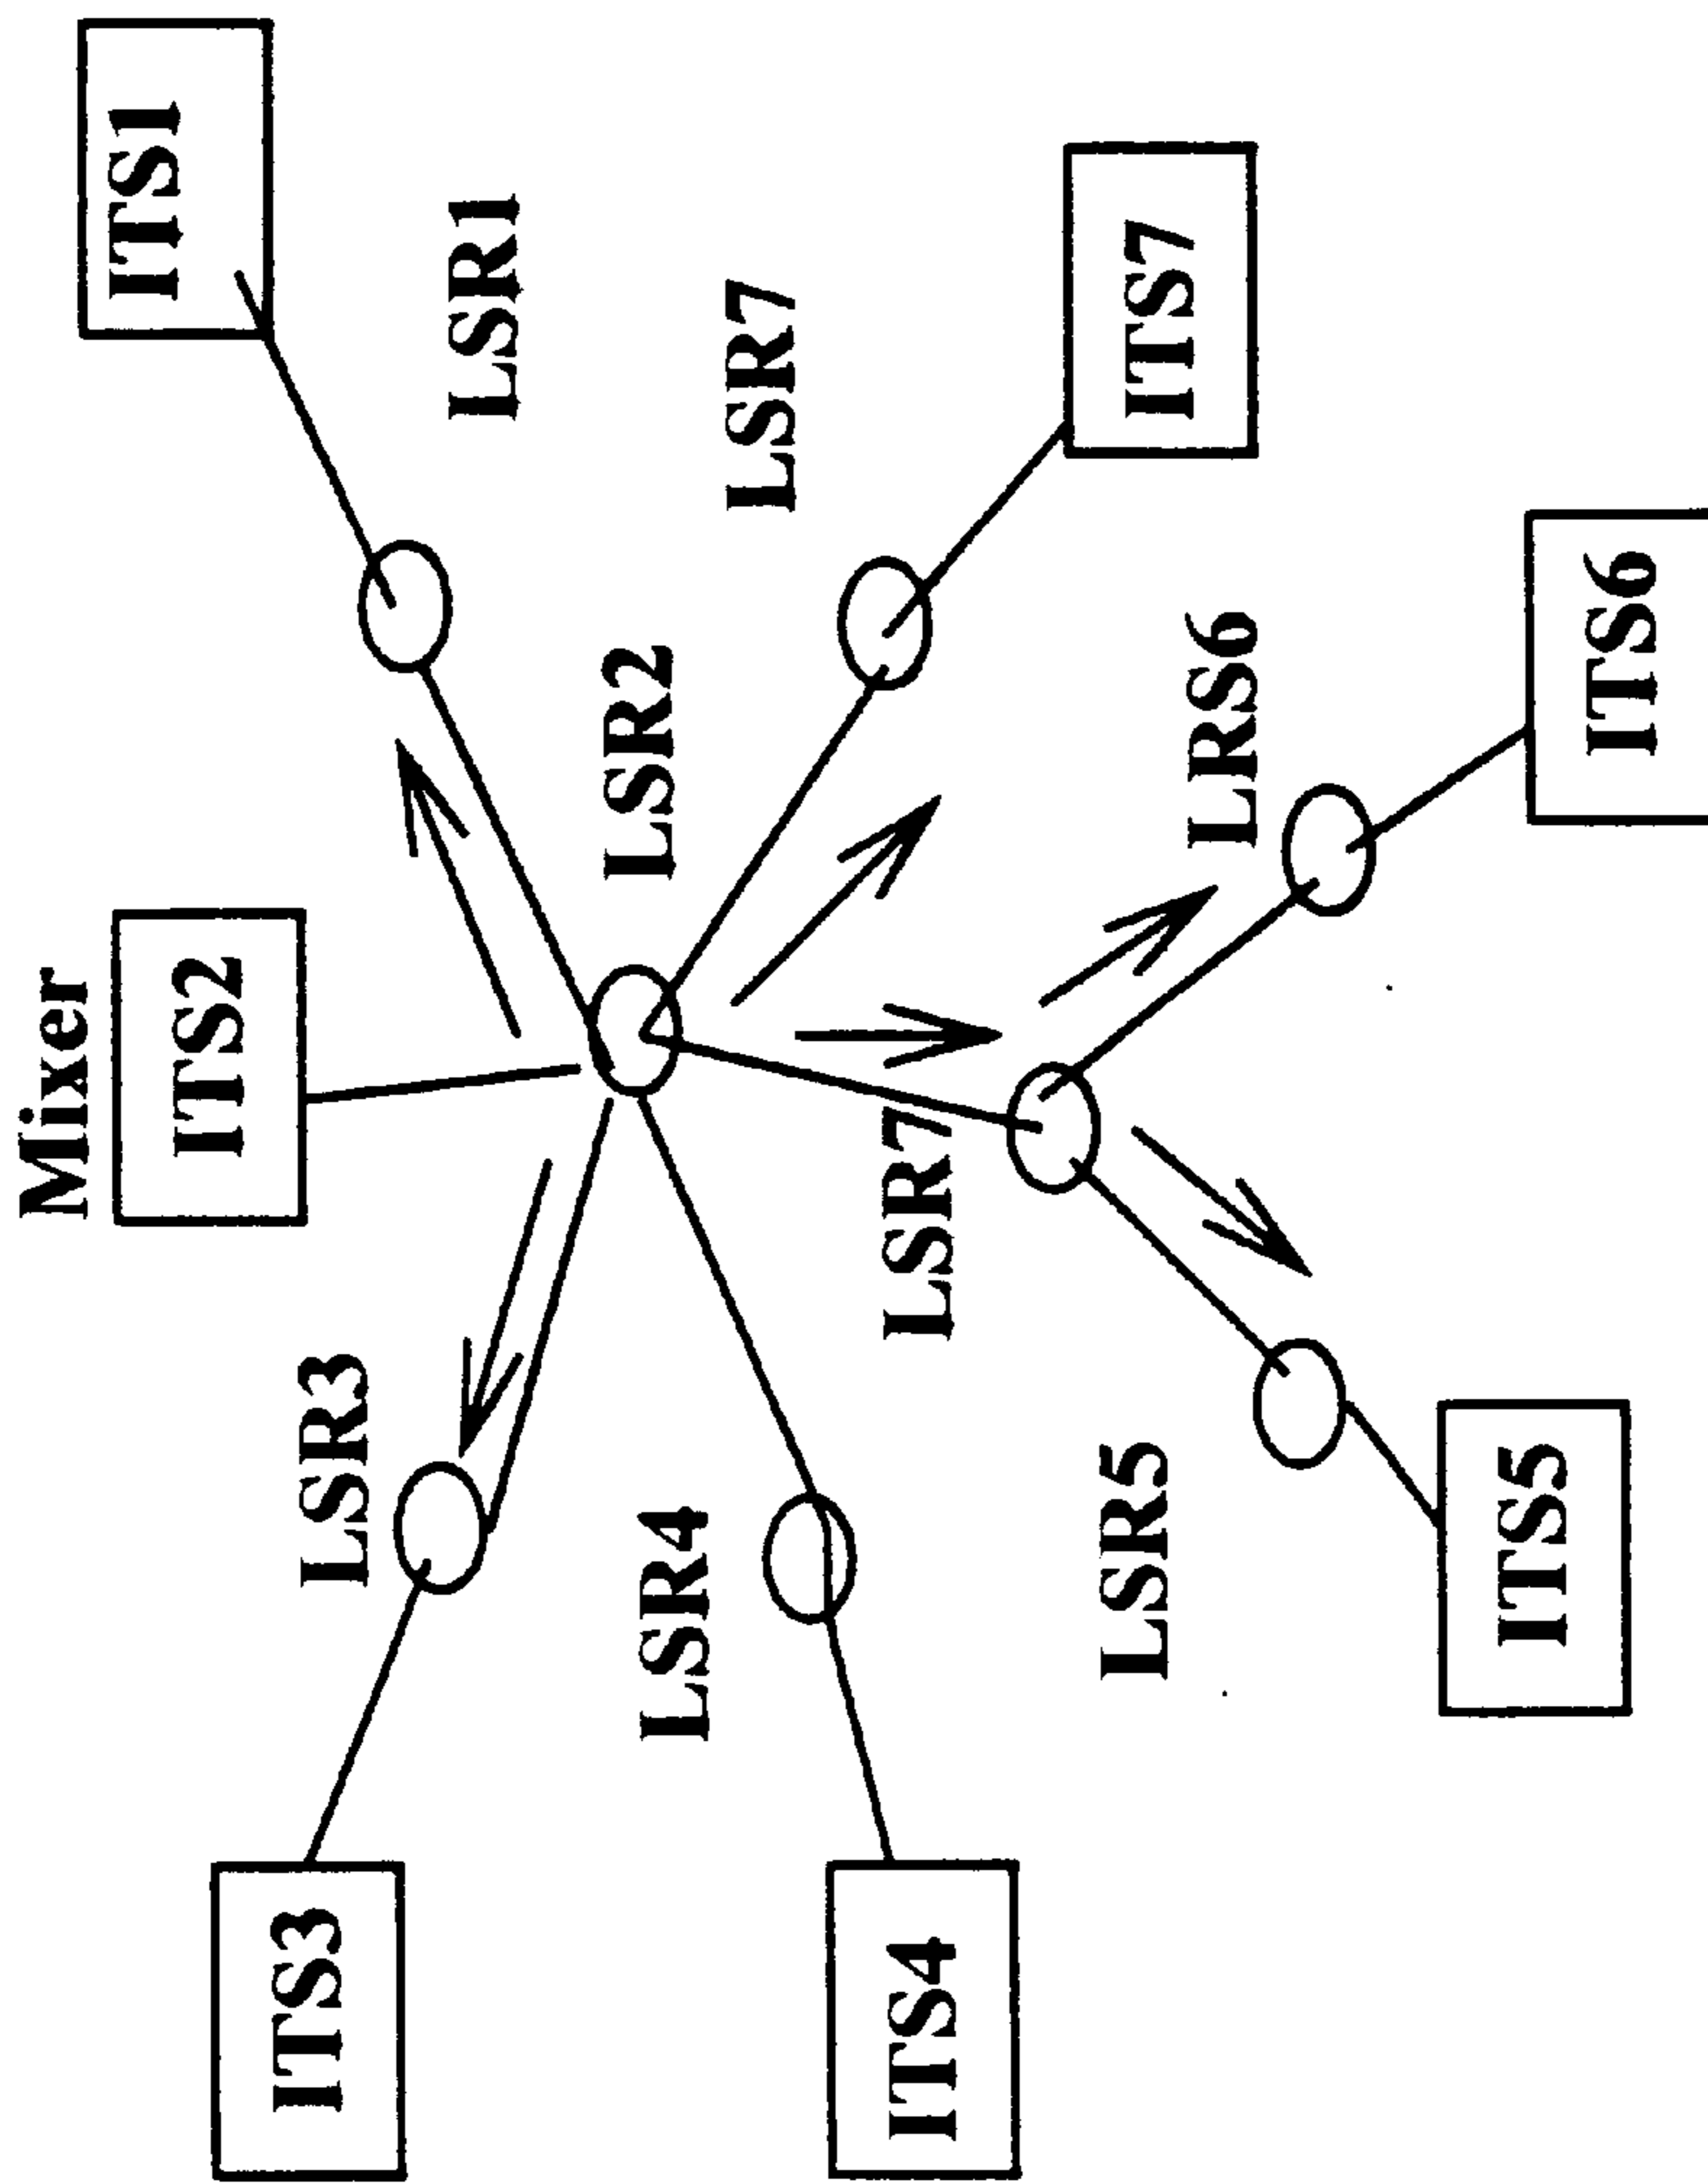 Mixer
ITS1
ITS2
ITS3
LSR3
LSR1
LSR2
LSR4
LSR7
LSR7
ITS4
LSR5
LRS6
ITS7
ITS5
ITS6